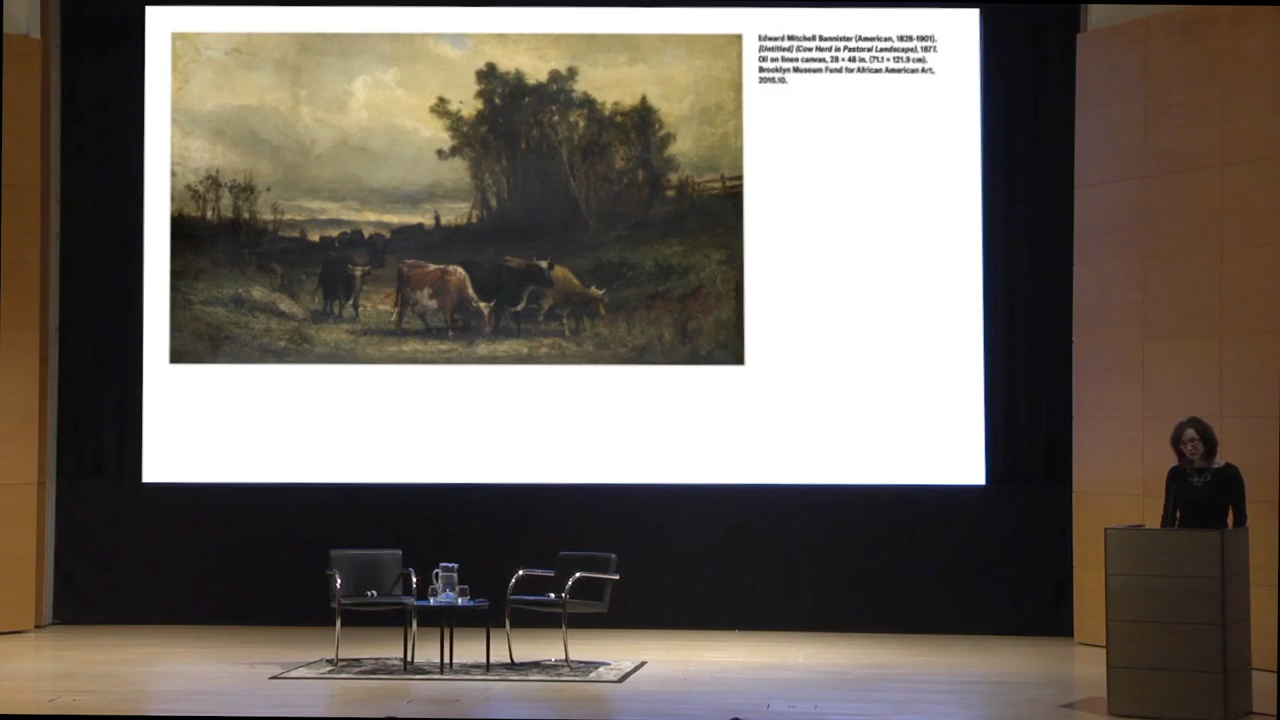 Edward Mitchell Bannister (American, 1828-1901).
[Untitled] (Cow Herd in Pastoral Landscape), 1877.
Oil on linen canvas, 28 × 48 in. (71.1 × 121.9 cm).
Brooklyn Museum Fund for African American Art,
2016.10.